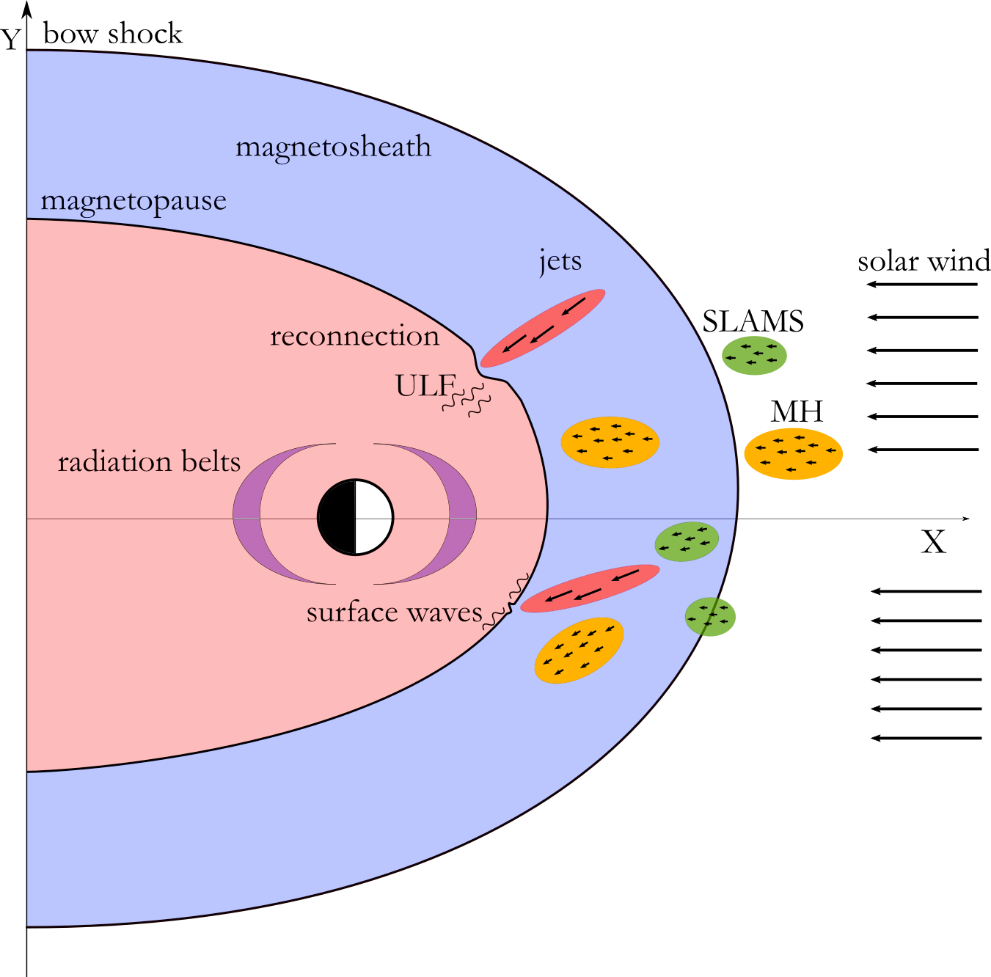 Y
bow shock
magnetosheath
magnetopause
jets
solar wind
SLAMS
reconnection
ULF
MH
radiation belts
X
surface waves